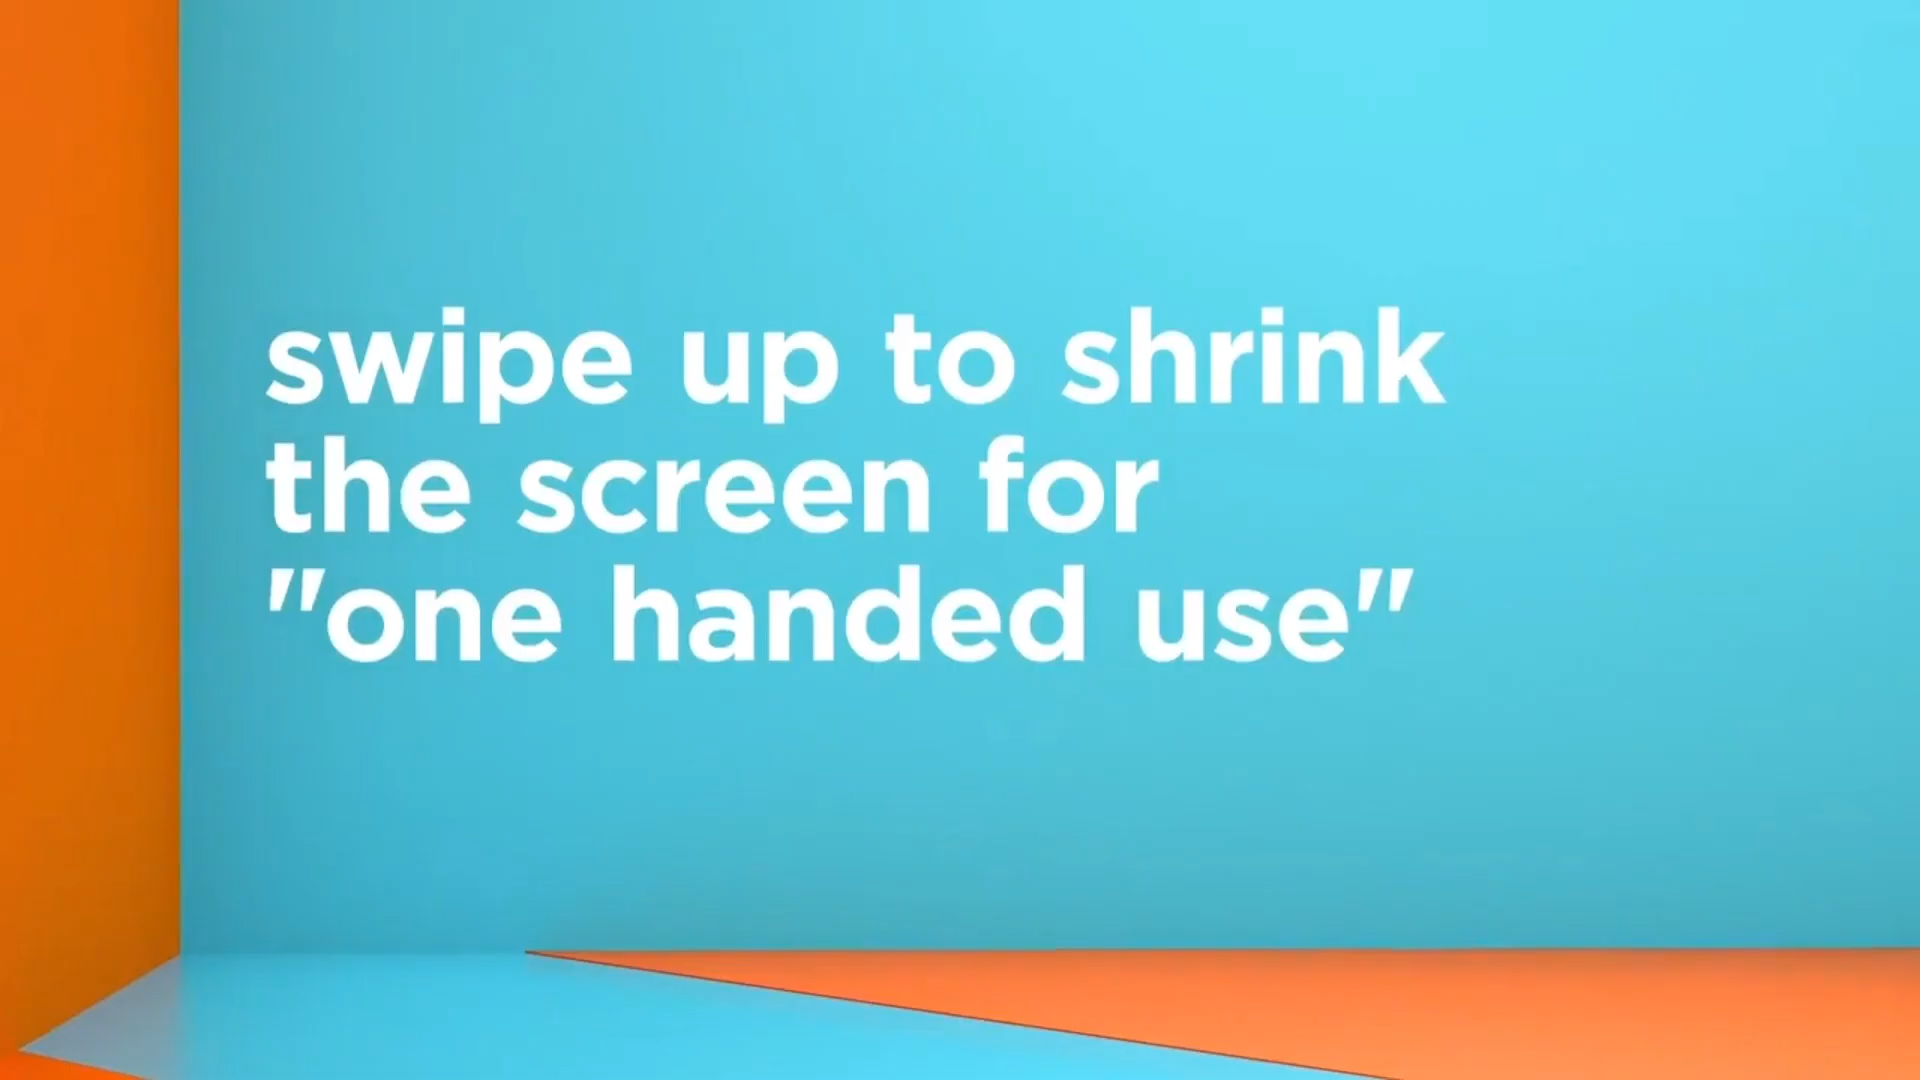 swipe up to shrink
the screen for
"one handed use"